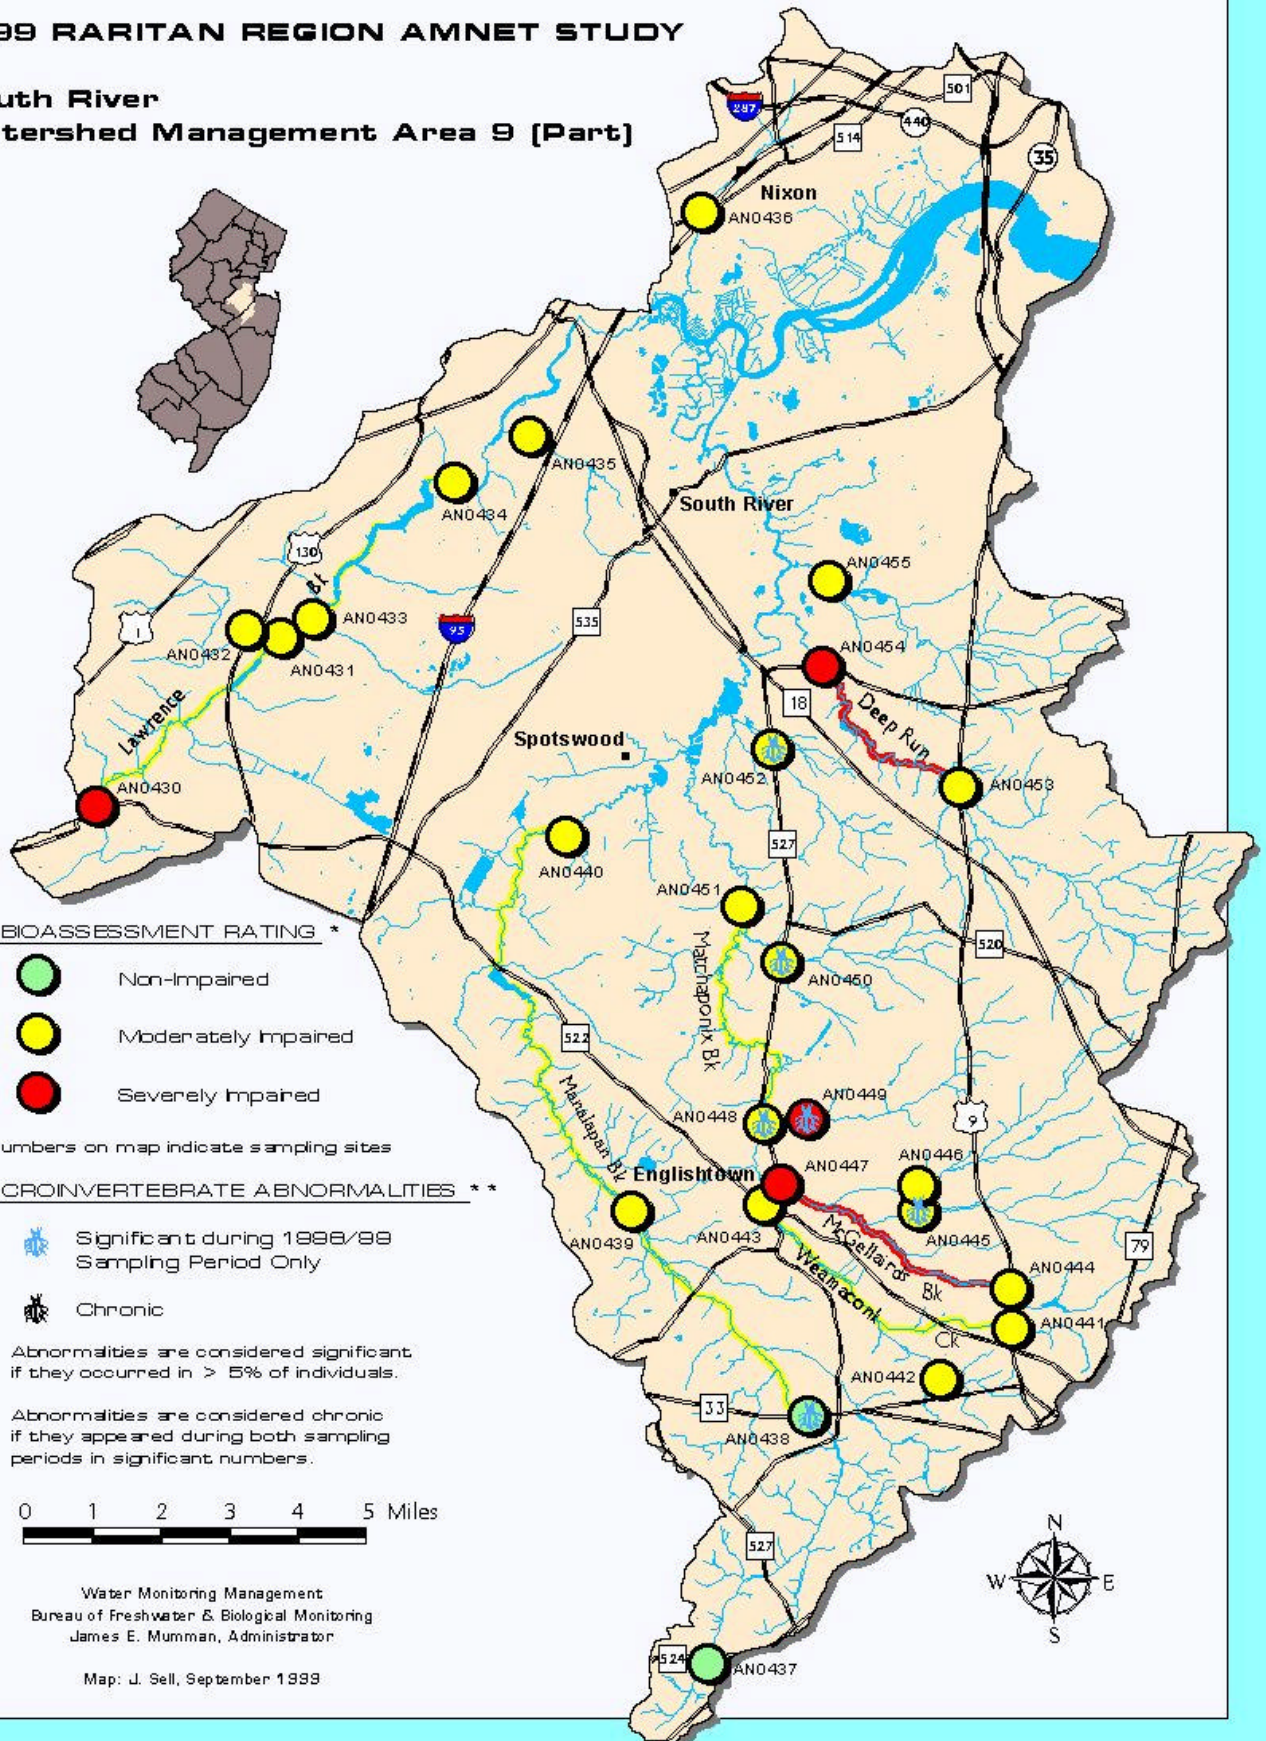 99 RARITAN REGION AMNET STUDY
uth River
tershed Management Area 9 (Part)
287
501
440
514
35
Nixon
AN0436
AN0435
AN0434
South River
130
Bk
AN0455
1
AN0433
95
535
AN0432
AN0431
AN0454
18
Deep Run
Lawrence
Spotswood
AN0452
AN0453
AN0430
527
AN0440
AN0451
520
AN0450
Matchaponix Bk
522
Manalapan Bk
AN0449
AN0448
9
AN0446
AN0447
Englishtown
AN0445
AN0443
AN0439
McGellairds
Bk
79
Weamaconk
Ck
AN0444
AN0441
AN0442
33
AN0438
527
524
AN0437
BIOASSESSMENT RATING *
Non-Impaired
Moderately Impaired
Severely Impaired
umbers on map indicate sampling sites
CROINVERTEBRATE ABNORMALITIES * *
Significant during 1998/99
Sampling Period Only
Chronic
Abnormalities are considered significant
if they occurred in > 5% of individuals.
Abnormalities are considered chronic
if they appeared during both sampling
periods in significant numbers.
0 1 2 3 4 5 Miles
Water Monitoring Management
Bureau of Freshwater & Biological Monitoring
James E. Mumman, Administrator
Map: J. Sell, September 1999
N
W E
S